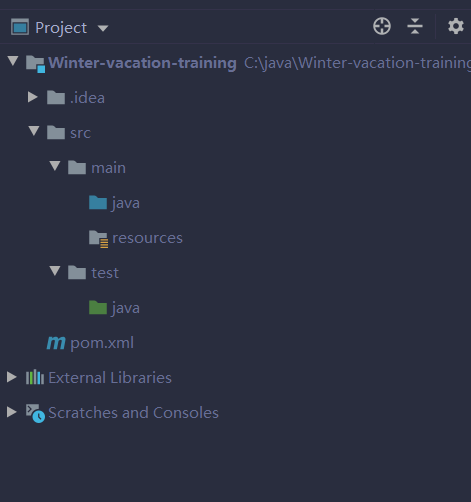 Project
Winter-vacation-training C:\java\Winter-vacation-training
.idea
src
main
java
resources
test
java
m pom.xml
External Libraries
Scratches and Consoles